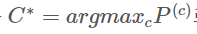 C* = argmax_c P^(c)